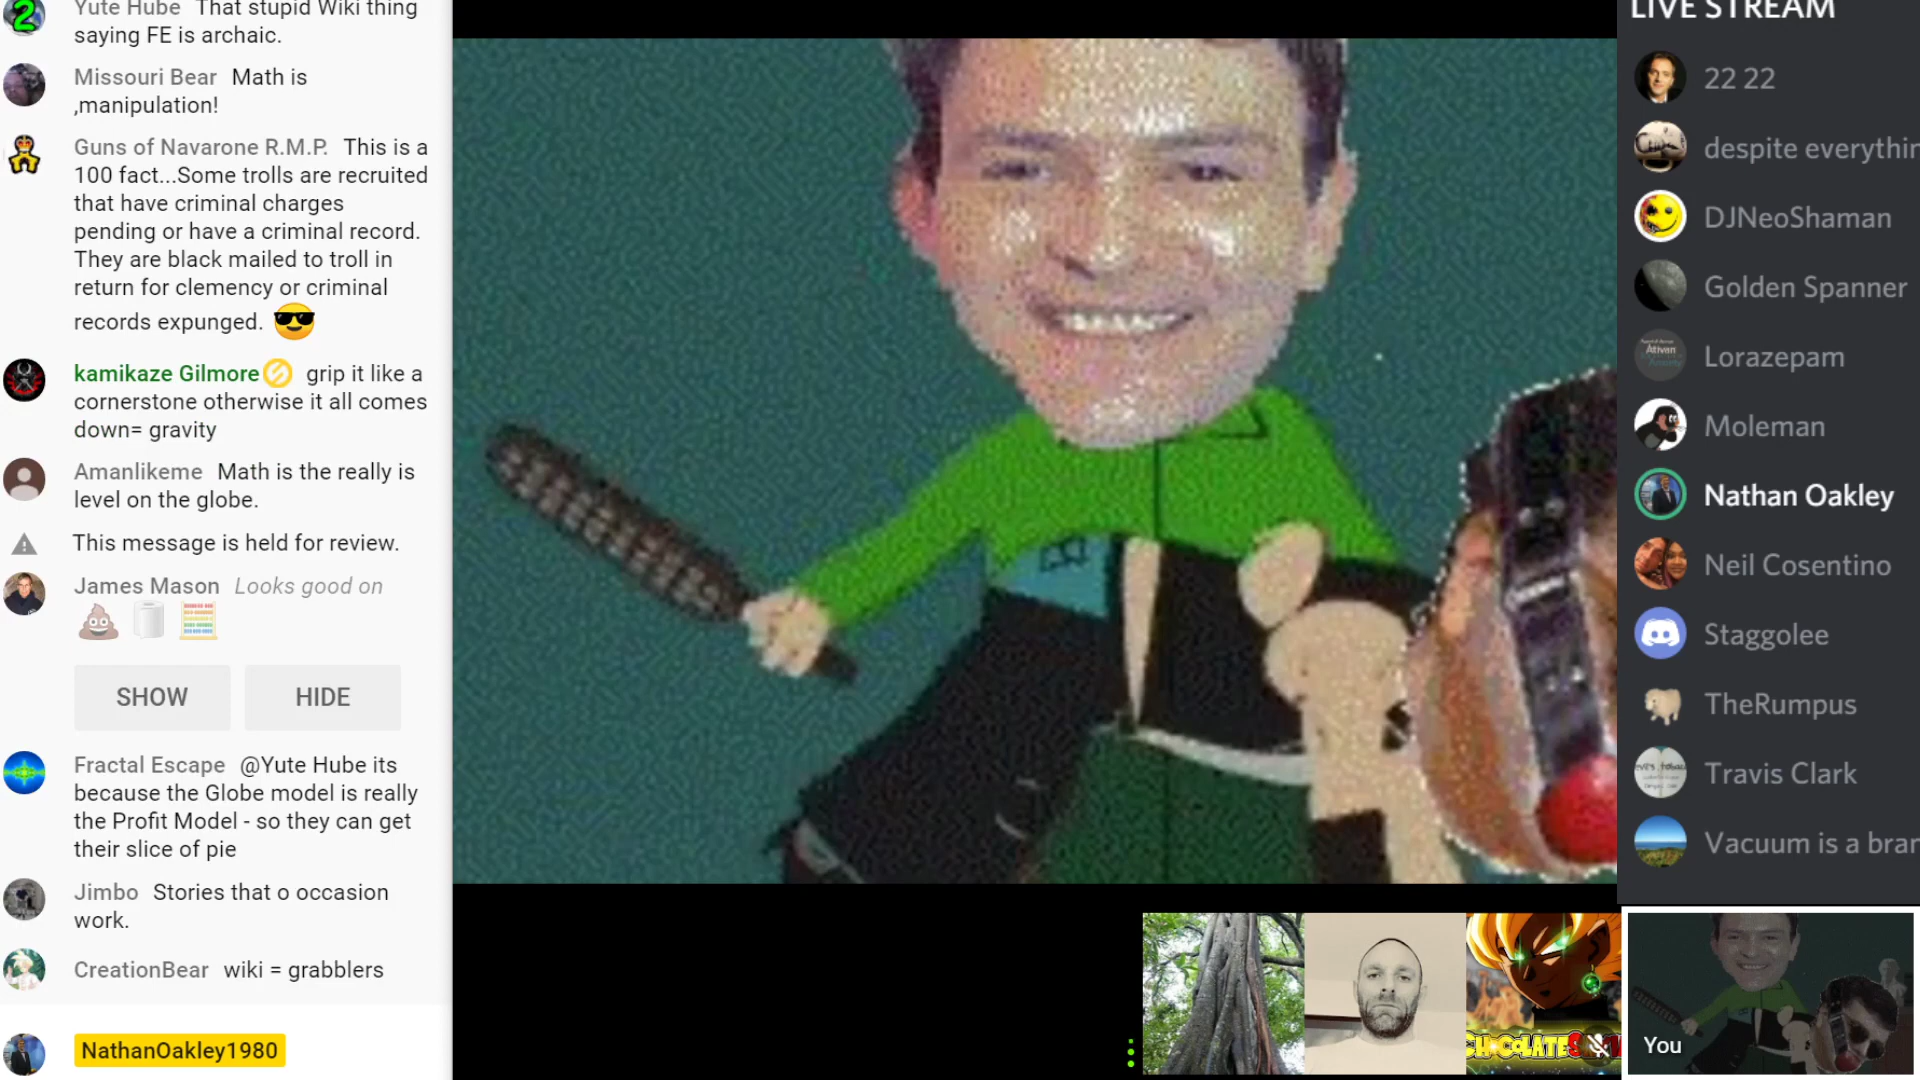 Yute Hube That stupid Wiki thing
saying FE is archaic.
Missouri Bear Math is
,manipulation!
Guns of Navarone R.M.P. This is a
100 fact...Some trolls are recruited
that have criminal charges
pending or have a criminal record.
They are black mailed to troll in
return for clemency or criminal
records expunged.
kamikaze Gilmore grip it like a
cornerstone otherwise it all comes
down= gravity
Amanlikeme Math is the really is
level on the globe.
This message is held for review.
James Mason Looks good on
SHOW HIDE
Fractal Escape @Yute Hube its
because the Globe model is really
the Profit Model - so they can get
their slice of pie
Jimbo Stories that o occasion
work.
CreationBear wiki = grabblers
NathanOakley1980
LIVE STREAM
22 22
despite everythin
DJNeoShaman
Golden Spanner
Ativan
Lorazepam
Moleman
Nathan Oakley
Neil Cosentino
Staggolee
TheRumpus
Travis Clark
Vacuum is a bran
CHOCOLATES
You